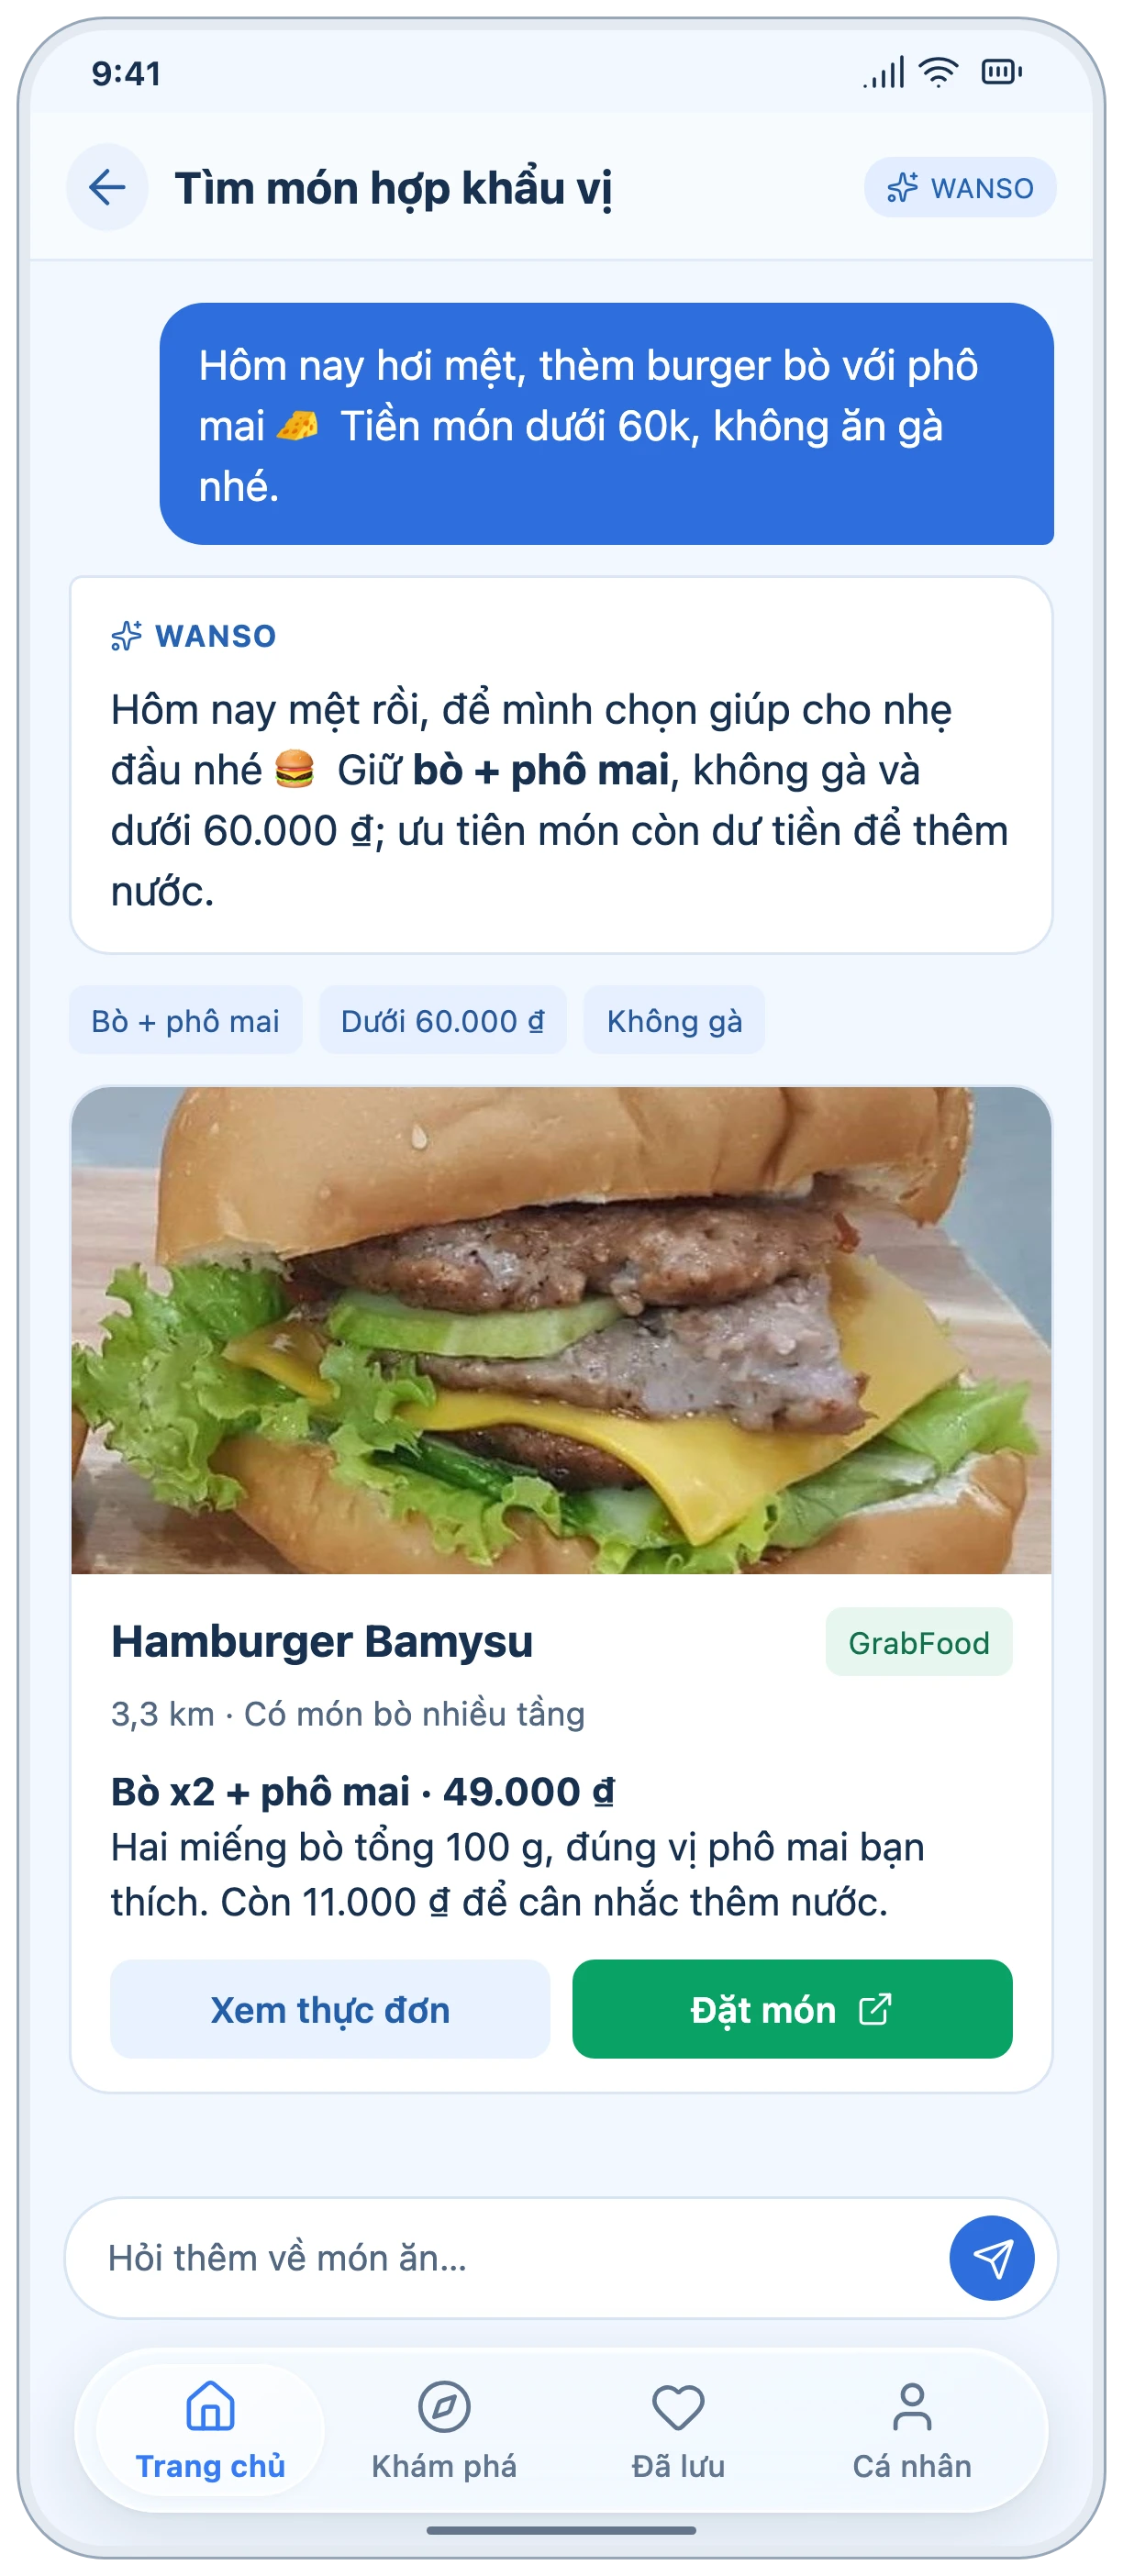 9:41
Tìm món hợp khẩu vị
WANSO
Hôm nay hơi mệt, thèm burger bò với phô
mai 🧀 Tiền món dưới 60k, không ăn gà
nhé.
WANSO
Hôm nay mệt rồi, để mình chọn giúp cho nhẹ
đầu nhé 🍔 Giữ bò + phô mai, không gà và
dưới 60.000 ₫; ưu tiên món còn dư tiền để thêm
nước.
Bò + phô mai
Dưới 60.000 ₫
Không gà
Hamburger Bamysu
GrabFood
3,3 km · Có món bò nhiều tầng
Bò x2 + phô mai · 49.000 ₫
Hai miếng bò tổng 100 g, đúng vị phô mai bạn
thích. Còn 11.000 ₫ để cân nhắc thêm nước.
Xem thực đơn
Đặt món
Hỏi thêm về món ăn...
Trang chủ
Khám phá
Đã lưu
Cá nhân